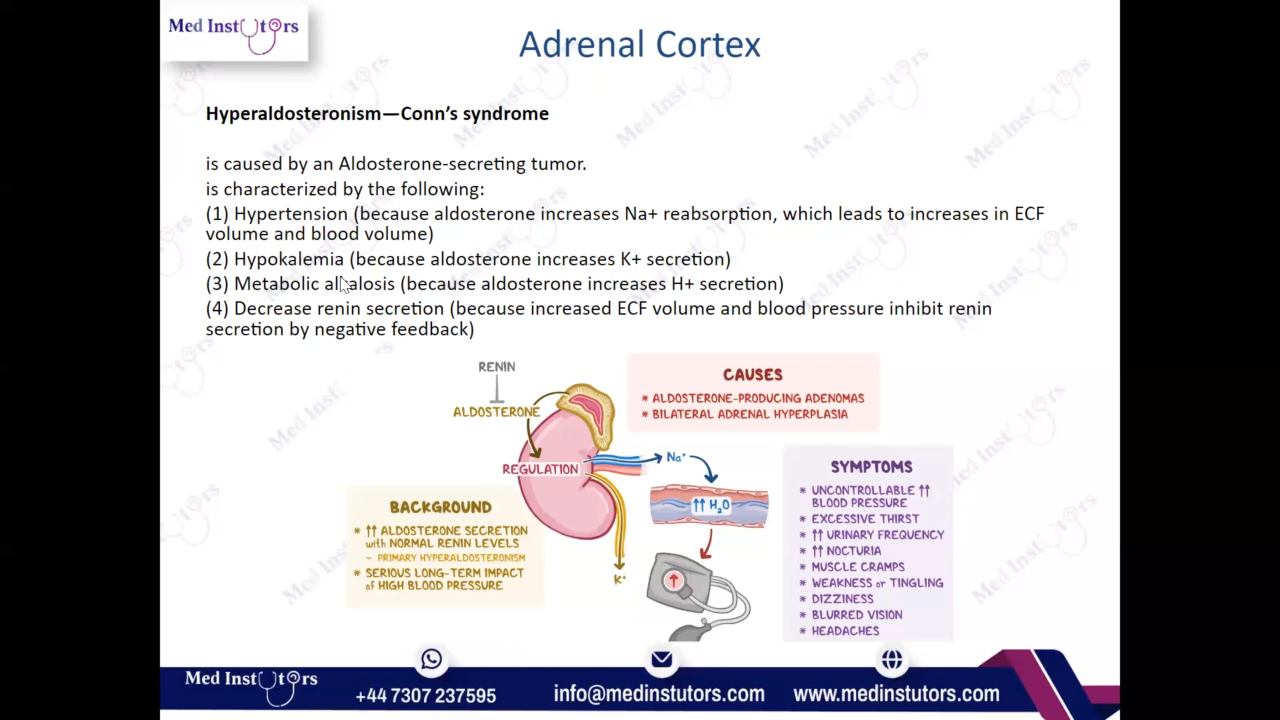 Med Instutors
Adrenal Cortex
Hyperaldosteronism—Conn's syndrome
is caused by an Aldosterone-secreting tumor.
is characterized by the following:
(1) Hypertension (because aldosterone increases Na+ reabsorption, which leads to increases in ECF
volume and blood volume)
(2) Hypokalemia (because aldosterone increases K+ secretion)
(3) Metabolic alkalosis (because aldosterone increases H+ secretion)
(4) Decrease renin secretion (because increased ECF volume and blood pressure inhibit renin
secretion by negative feedback)
RENIN
ALDOSTERONE
REGULATION
Na+
↑↑ H₂O
↑
K+
CAUSES
* ALDOSTERONE-PRODUCING ADENOMAS
* BILATERAL ADRENAL HYPERPLASIA
BACKGROUND
* ↑↑ ALDOSTERONE SECRETION
with NORMAL RENIN LEVELS
~ PRIMARY HYPERALDOSTERONISM
* SERIOUS LONG-TERM IMPACT
of HIGH BLOOD PRESSURE
SYMPTOMS
* UNCONTROLLABLE ↑↑
BLOOD PRESSURE
* EXCESSIVE THIRST
* ↑↑ URINARY FREQUENCY
* ↑↑ NOCTURIA
* MUSCLE CRAMPS
* WEAKNESS or TINGLING
* DIZZINESS
* BLURRED VISION
* HEADACHES
Med Instutors
+44 7307 237595
info@medinstutors.com
www.medinstutors.com